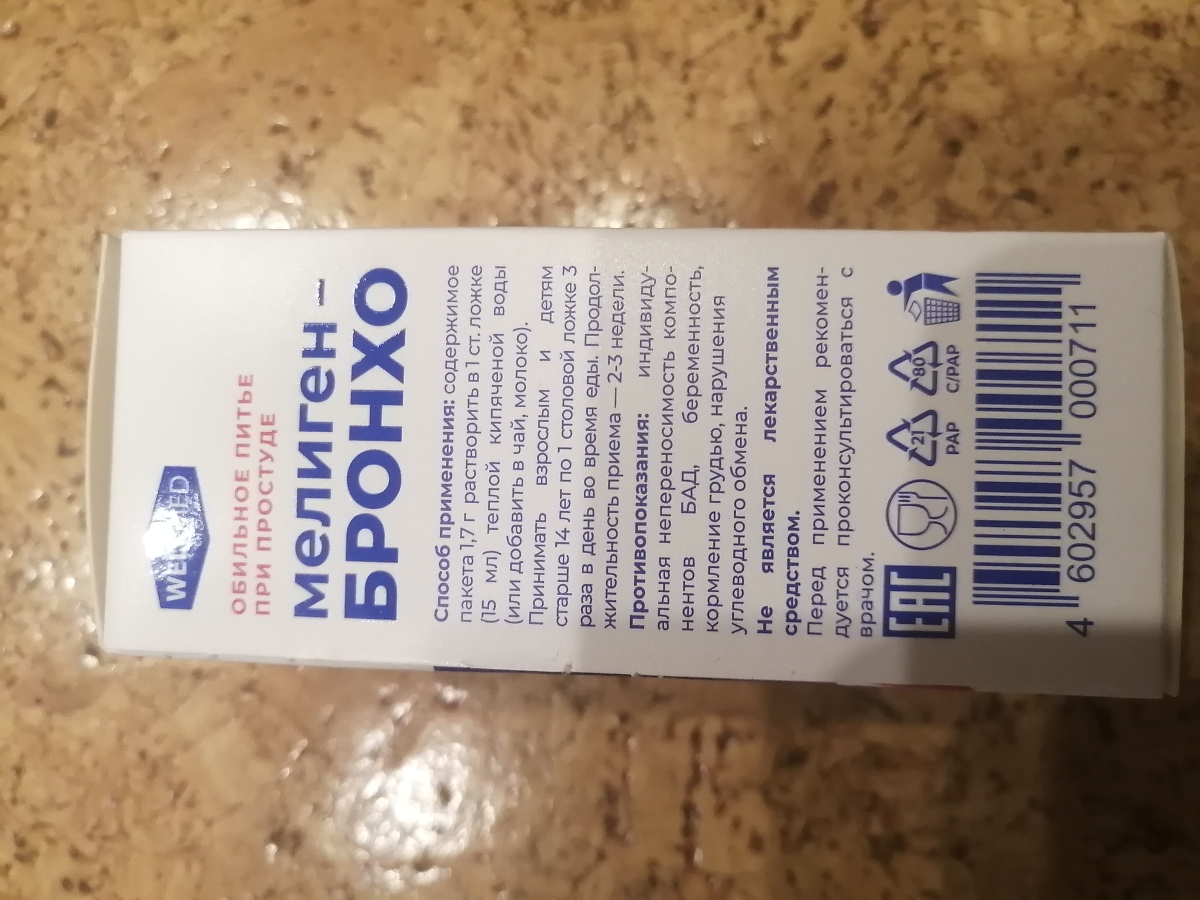 ОБИЛЬНОЕ ПИТЬЕ
ПРИ ПРОСТУДЕ
мелиген –
БРОНХО
Способ применения: содержимое
пакета 1,7 г растворить в 1 ст. ложке
(15 мл) теплой кипяченой воды
(или добавить в чай, молоко).
Принимать взрослым и детям
старше 14 лет по 1 столовой ложке 3
раза в день во время еды. Продол-
жительность приема — 2-3 недели.
Противопоказания: индивиду-
альная непереносимость компо-
нентов БАД, беременность,
кормление грудью, нарушения
углеводного обмена.
Не является лекарственным
средством.
Перед применением рекомен-
дуется проконсультироваться с
врачом.
EAC
21
PAP
80
C/PAP
4 602957 000711